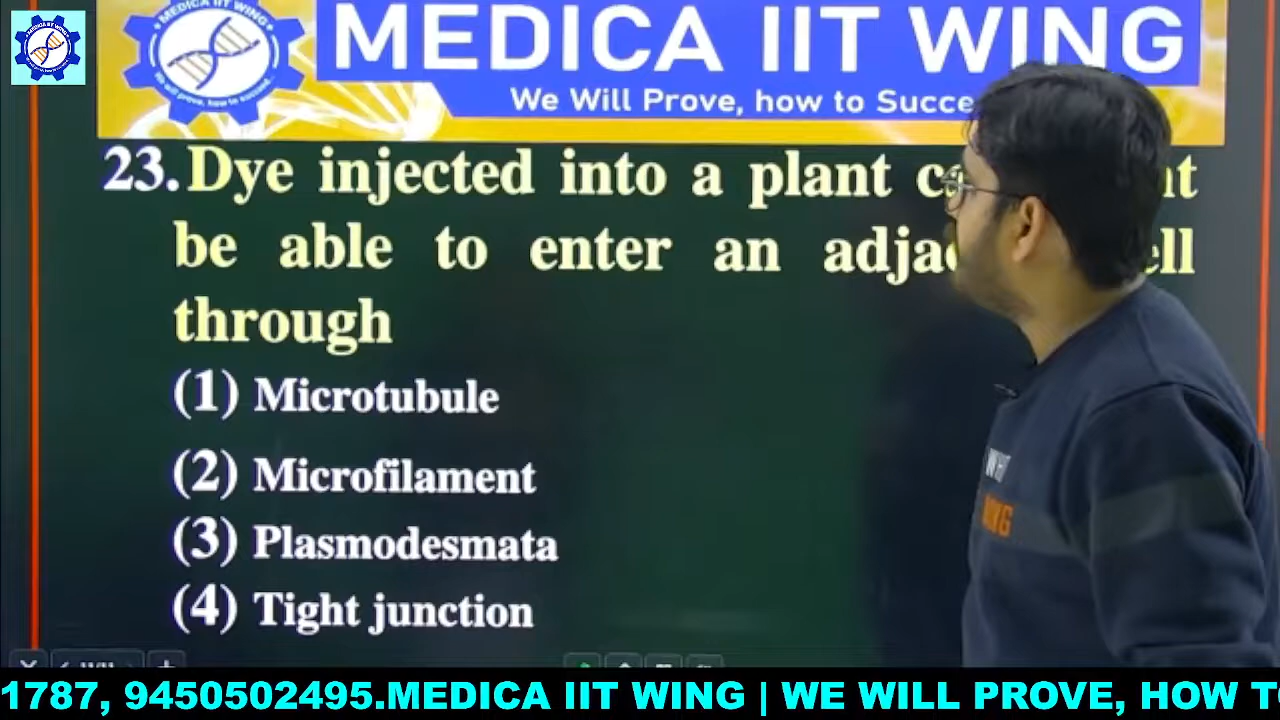 MEDICA IIT WING
We Will Prove, how to Succe
23. Dye injected into a plant
be able to enter an
through
(1) Microtubule
(2) Microfilament
(3) Plasmodesmata
(4) Tight junction
1787, 9450502495.MEDICA IIT WING | WE WILL PROVE, HOW